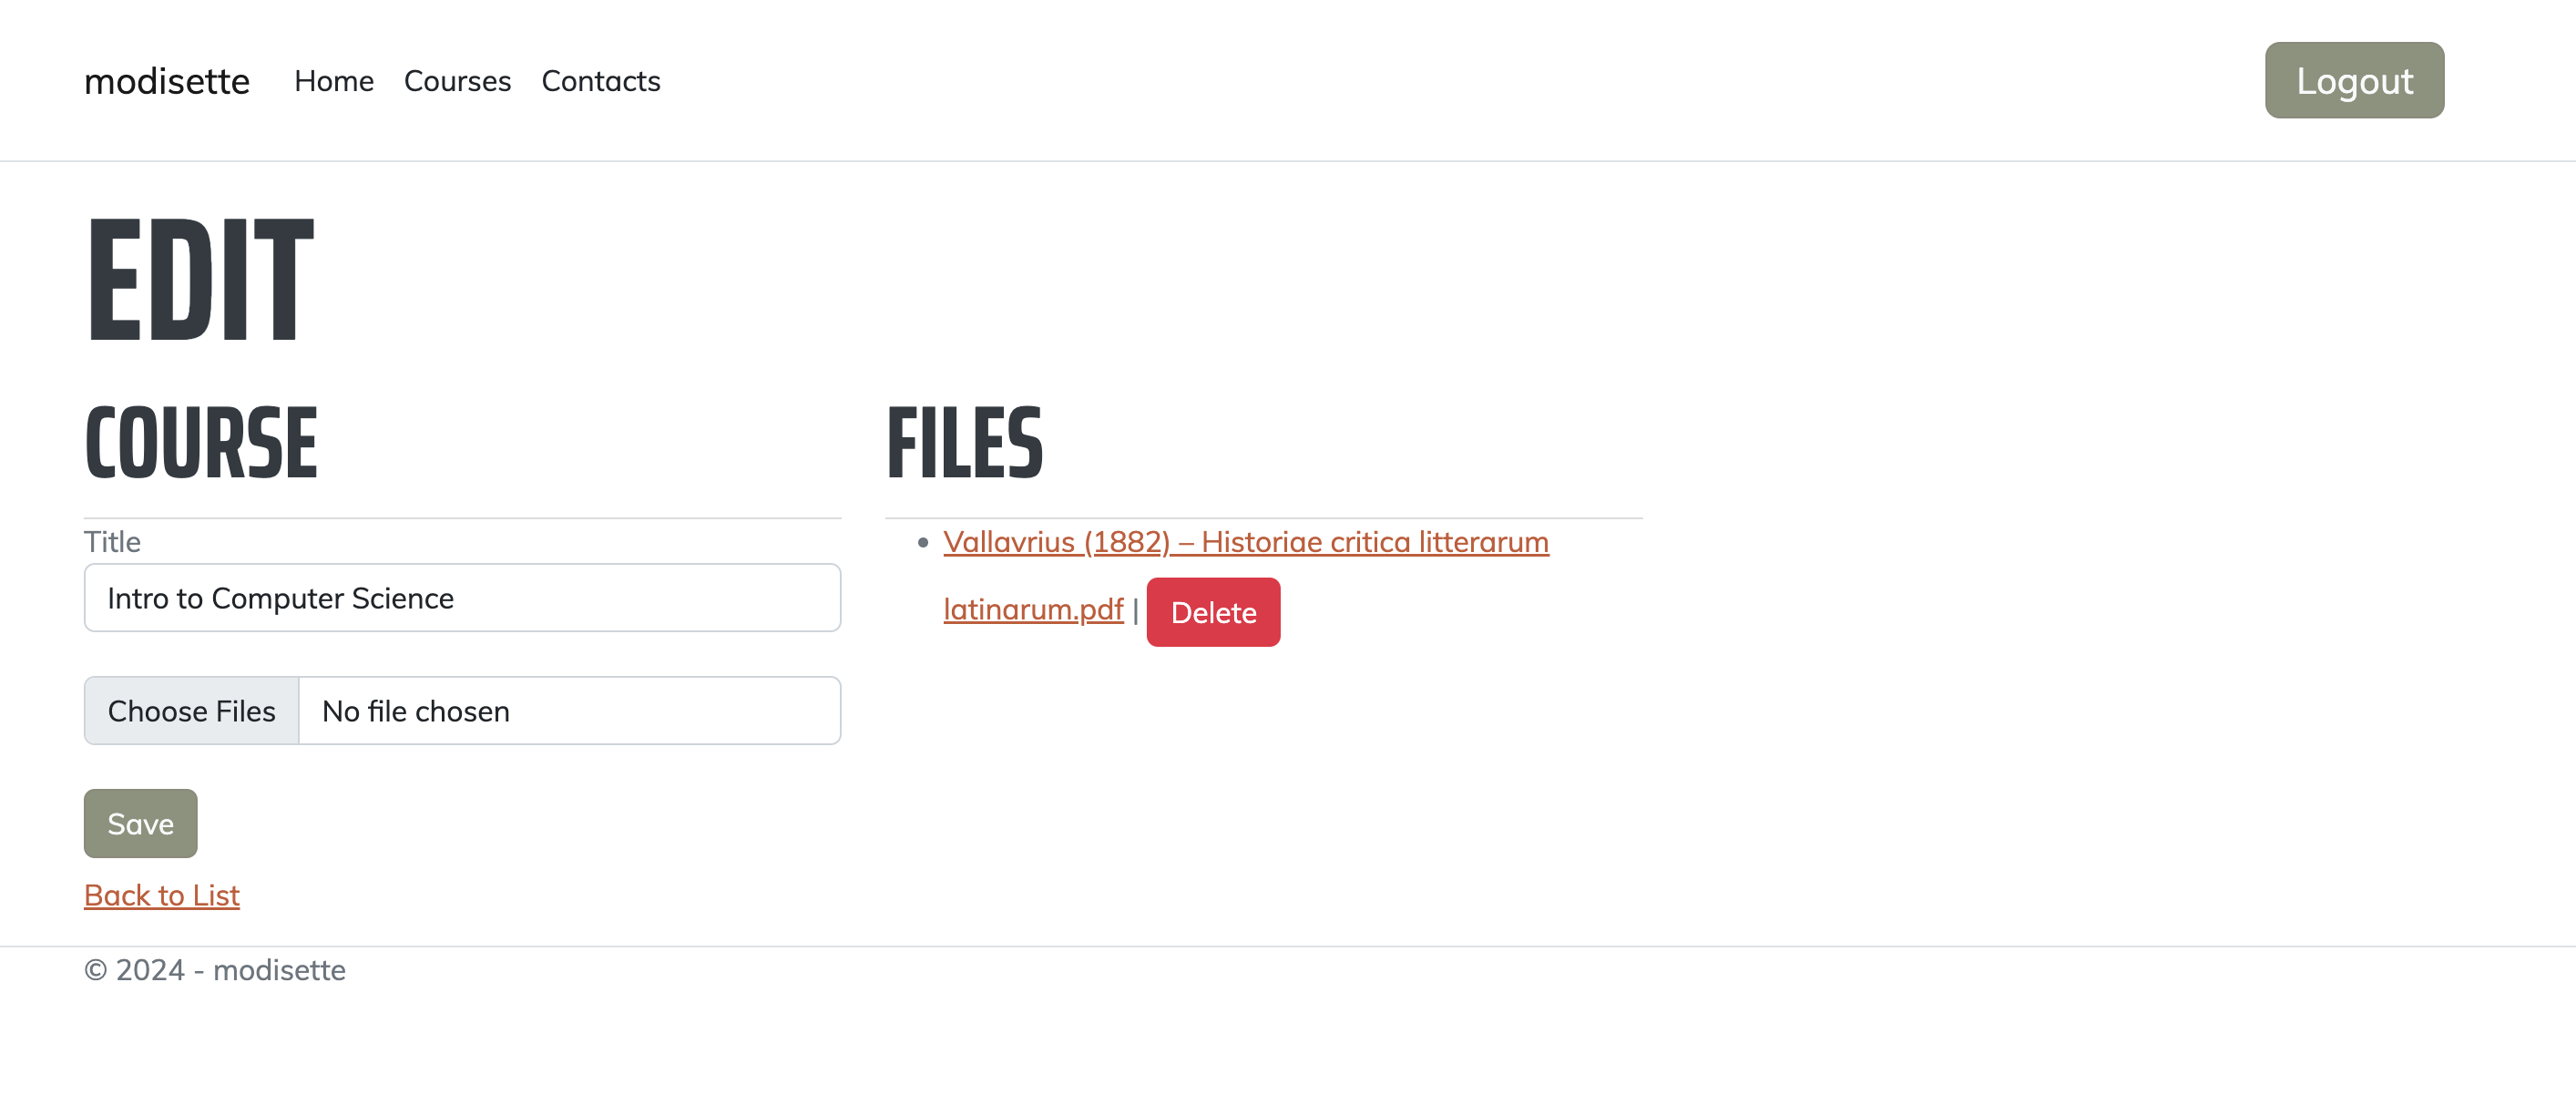 modisette Home Courses Contacts Logout
EDIT
COURSE
Title
Intro to Computer Science
Choose Files No file chosen
Save
Back to List
FILES
Vallavrius (1882) – Historiae critica litterarum
latinarum.pdf | Delete
© 2024 - modisette